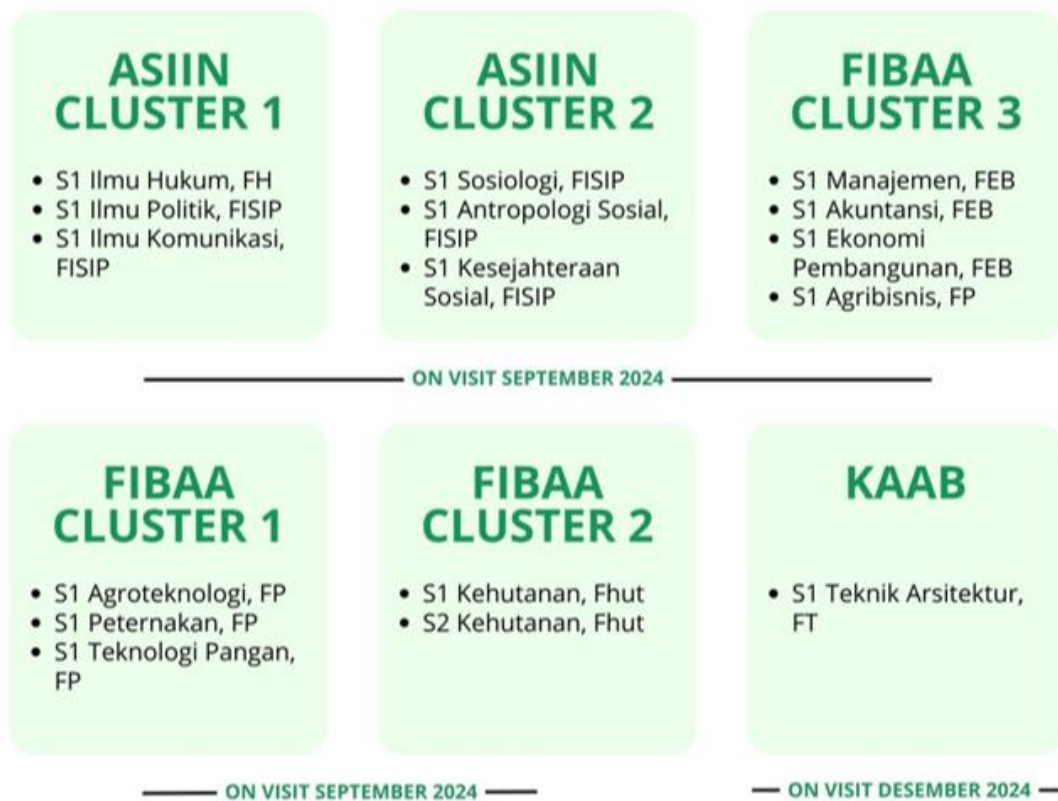 ASIIN
CLUSTER 1
• S1 Ilmu Hukum, FH
• S1 Ilmu Politik, FISIP
• S1 Ilmu Komunikasi,
FISIP
ASIIN
CLUSTER 2
• S1 Sosiologi, FISIP
• S1 Antropologi Sosial,
FISIP
• S1 Kesejahteraan
Sosial, FISIP
FIBAA
CLUSTER 3
• S1 Manajemen, FEB
• S1 Akuntansi, FEB
• S1 Ekonomi
Pembangunan, FEB
• S1 Agribisnis, FP
ON VISIT SEPTEMBER 2024
FIBAA
CLUSTER 1
• S1 Agroteknologi, FP
• S1 Peternakan, FP
• S1 Teknologi Pangan,
FP
FIBAA
CLUSTER 2
• S1 Kehutanan, Fhut
• S2 Kehutanan, Fhut
KAAB
• S1 Teknik Arsitektur,
FT
ON VISIT SEPTEMBER 2024
ON VISIT DESEMBER 2024